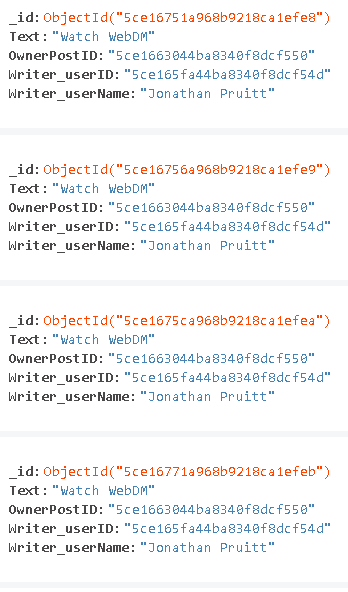 _id: ObjectId("5ce16751a968b9218ca1efe8")
Text: "Watch WebDM"
OwnerPostID: "5ce1663044ba8340f8dcf550"
Writer_userID: "5ce165fa44ba8340f8dcf54d"
Writer_userName: "Jonathan Pruitt"
_id: ObjectId("5ce16756a968b9218ca1efe9")
Text: "Watch WebDM"
OwnerPostID: "5ce1663044ba8340f8dcf550"
Writer_userID: "5ce165fa44ba8340f8dcf54d"
Writer_userName: "Jonathan Pruitt"
_id: ObjectId("5ce1675ca968b9218ca1efea")
Text: "Watch WebDM"
OwnerPostID: "5ce1663044ba8340f8dcf550"
Writer_userID: "5ce165fa44ba8340f8dcf54d"
Writer_userName: "Jonathan Pruitt"
_id: ObjectId("5ce16771a968b9218ca1efeb")
Text: "Watch WebDM"
OwnerPostID: "5ce1663044ba8340f8dcf550"
Writer_userID: "5ce165fa44ba8340f8dcf54d"
Writer_userName: "Jonathan Pruitt"